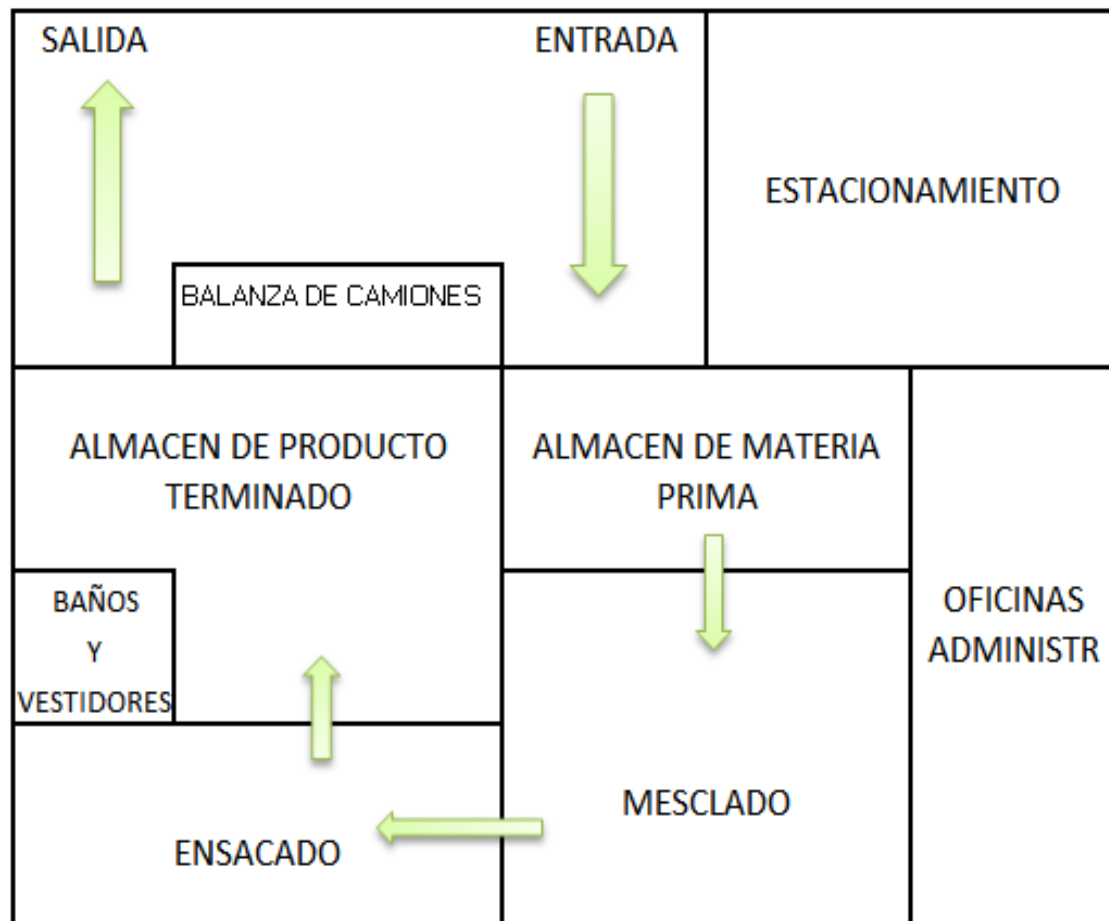 SALIDA
ENTRADA
ESTACIONAMIENTO
BALANZA DE CAMIONES
ALMACEN DE PRODUCTO
TERMINADO
ALMACEN DE MATERIA
PRIMA
BAÑOS
Y
VESTIDORES
OFICINAS
ADMINISTR
MESCLADO
ENSACADO